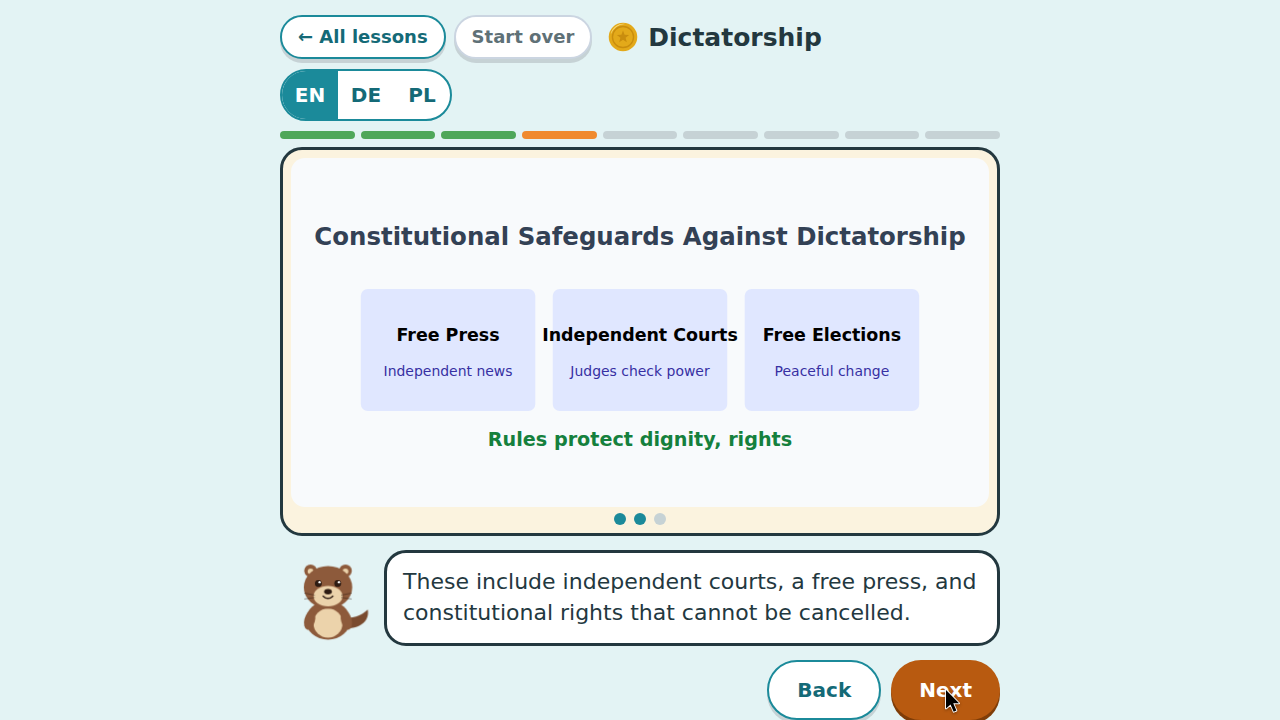 ← All lessons
Start over
Dictatorship
EN DE PL
Constitutional Safeguards Against Dictatorship
Free Press
Independent news
Independent Courts
Judges check power
Free Elections
Peaceful change
Rules protect dignity, rights
These include independent courts, a free press, and
constitutional rights that cannot be cancelled.
Back
Next